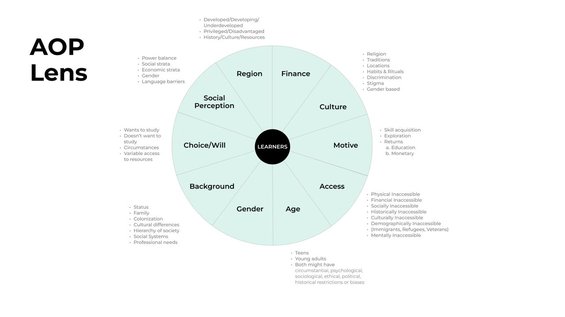 AOP
Lens
- Developed/Developing/
Underdeveloped
- Privileged/Disadvantaged
- History/Culture/Resources
- Power balance
- Social strata
- Economic strata
- Gender
- Language barriers
- Religion
- Traditions
- Locations
- Habits & Rituals
- Discrimination
- Stigma
- Gender based
Region
Finance
Social
Perception
Culture
Choice/Will
LEARNERS
Motive
Background
Access
Gender
Age
- Wants to study
- Doesn't want to
study
- Circumstances
- Variable access
to resources
- Skill acquisition
- Exploration
- Returns
a. Education
b. Monetary
- Status
- Family
- Colonization
- Cultural differences
- Hierarchy of society
- Social Systems
- Professional needs
- Physical Inaccessible
- Financial Inaccessible
- Socially Inaccessible
- Historically Inaccessible
- Culturally Inaccessible
- Demographically Inaccessible
- (Immigrants, Refugees, Veterans)
- Mentally Inaccessible
- Teens
- Young adults
- Both might have
circumstantial, psychological,
sociological, ethical, political,
historical restrictions or biases